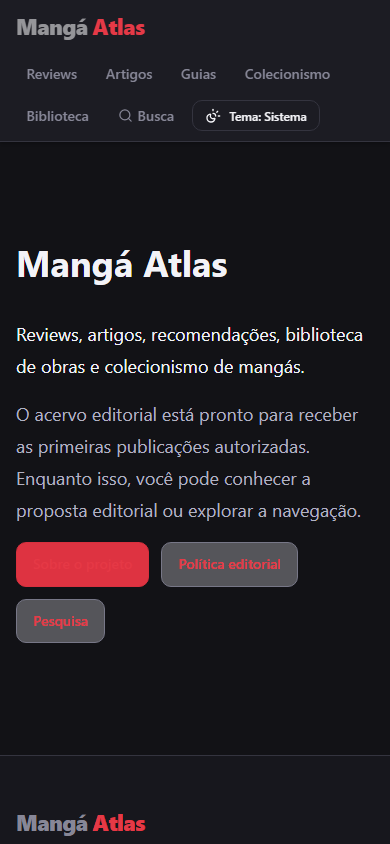 Mangá Atlas
Reviews Artigos Guias Colecionismo
Biblioteca Busca Tema: Sistema
Mangá Atlas
Reviews, artigos, recomendações, biblioteca
de obras e colecionismo de mangás.
O acervo editorial está pronto para receber
as primeiras publicações autorizadas.
Enquanto isso, você pode conhecer a
proposta editorial ou explorar a navegação.
Sobre o projeto Política editorial
Pesquisa
Mangá Atlas